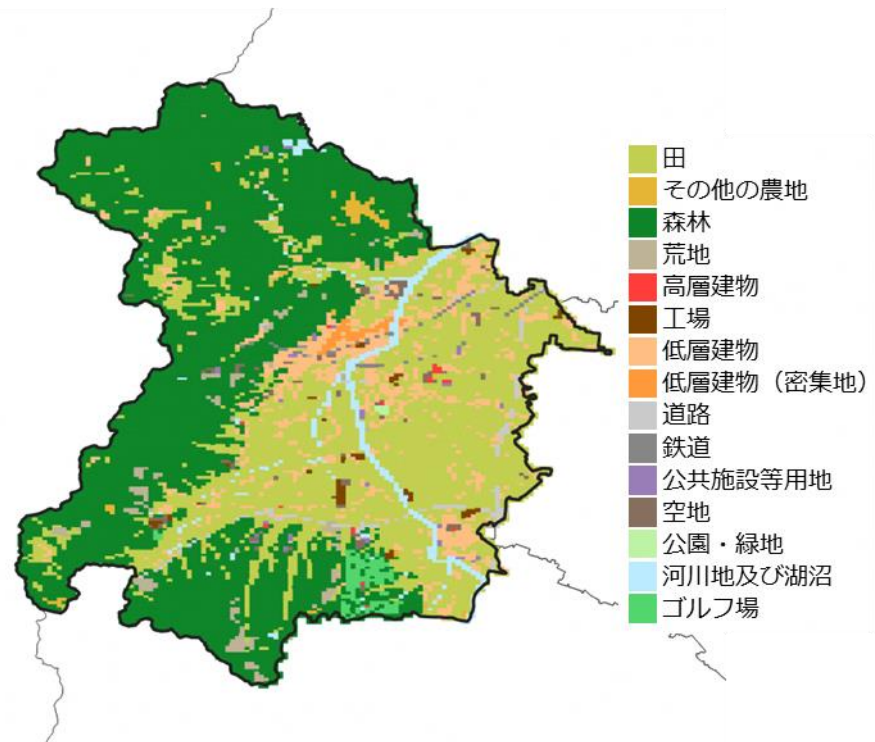 田
その他の農地
森林
荒地
高層建物
工場
低層建物
低層建物（密集地）
道路
鉄道
公共施設等用地
空地
公園・緑地
河川地及び湖沼
ゴルフ場